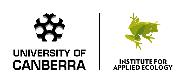 UNIVERSITY OF
CANBERRA
INSTITUTE FOR
APPLIED ECOLOGY